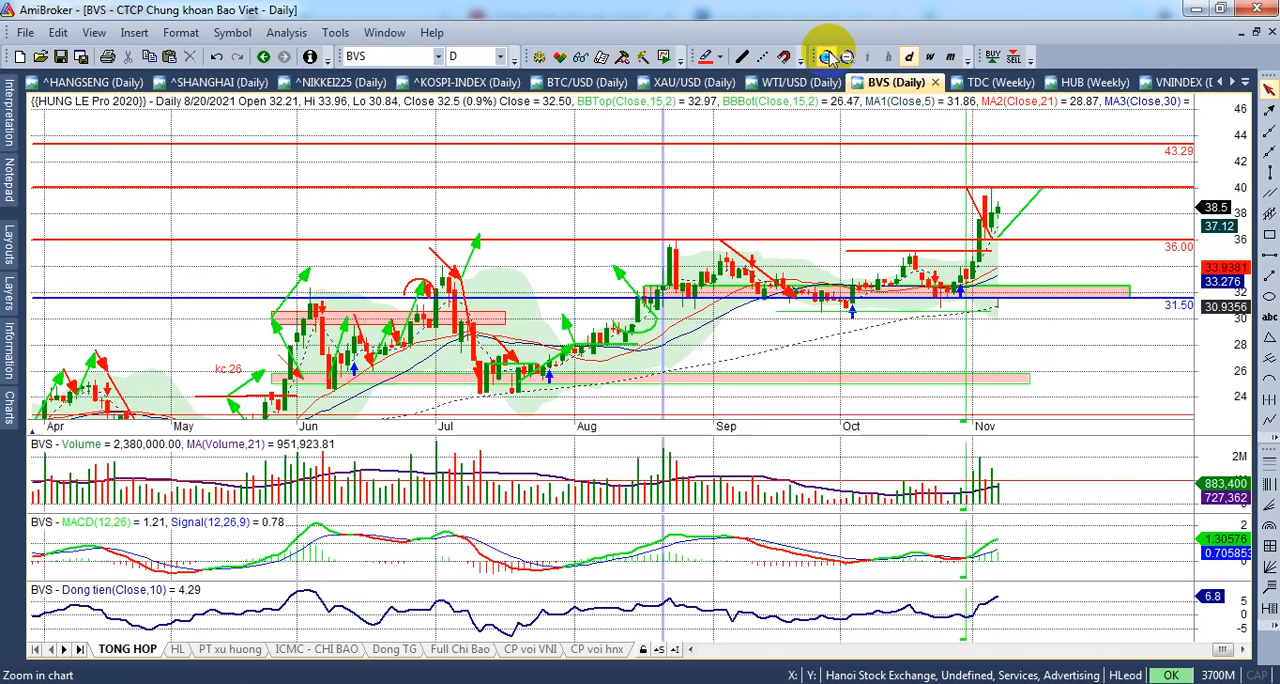 AmiBroker - [BVS - CTCP Chung khoan Bao Viet - Daily]
File Edit View Insert Format Symbol Analysis Tools Window Help
BVS D i h d w m BUY SELL
^HANGSENG (Daily) ^SHANGHAI (Daily) ^NIKKEI225 (Daily) ^KOSPI-INDEX (Daily) BTC/USD (Daily) XAU/USD (Daily) WTI/USD (Daily) BVS (Daily) TDC (Weekly) HUB (Weekly) VNINDEX (
{{HUNG LE Pro 2020}} - Daily 8/20/2021 Open 32.21, Hi 33.96, Lo 30.84, Close 32.5 (0.9%) Close = 32.50, BBTop(Close,15,2) = 32.97, BBBot(Close,15,2) = 26.47, MA1(Close,5) = 31.86, MA2(Close,21) = 28.87, MA3(Close,30) =
Interpretation
Notepad
Layouts
Layers
Information
Charts
abc
46
44
43.29
42
40
38.5
38
37.12
36
36.00
34
33.9381
33.276
32
31.50
30.9356
30
28
26
24
kc 26
Apr May Jun Jul Aug Sep Oct Nov
BVS - Volume = 2,380,000.00, MA(Volume,21) = 951,923.81
2M
883,400
727,362
BVS - MACD(12,26) = 1.21, Signal(12,26,9) = 0.78
2
1.30576
0.705853
BVS - Dong tien(Close,10) = 4.29
6.8
5
0
-5
TONG HOP HL PT xu huong ICMC - CHI BAO Dong TG Full Chi Bao CP voi VNI CP voi hnx
Zoom in chart X: Y: Hanoi Stock Exchange, Undefined, Services, Advertising HLeod OK 3700M CAP